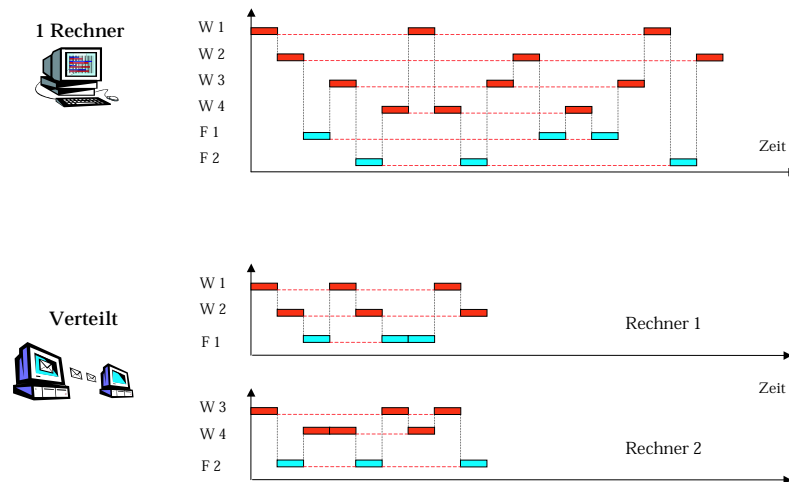 1 Rechner
W 1
W 2
W 3
W 4
F 1
F 2
Zeit
Verteilt
W 1
W 2
F 1
Rechner 1
Zeit
W 3
W 4
F 2
Rechner 2